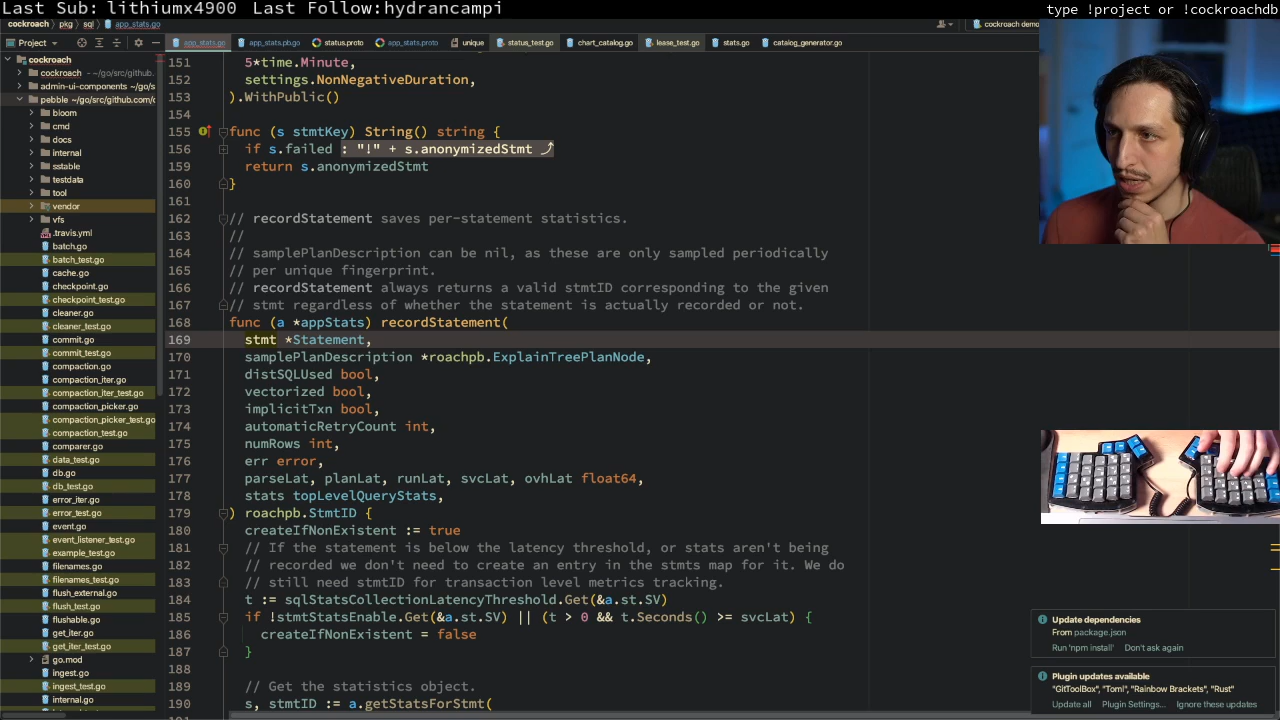 Last Sub: lithiumx4900 Last Follow:hydrancampi
type !project or !cockroachdb
cockroach pkg sql app_stats.go
cockroach demo
Project
app_stats.go app_stats.pb.go status.proto app_stats.proto unique status_test.go chart_catalog.go lease_test.go stats.go catalog_generator.go
cockroach
cockroach ~/go/src/github.
admin-ui-components ~/go/s
pebble ~/go/src/github.com/c
bloom
cmd
docs
internal
sstable
testdata
tool
vendor
vfs
.travis.yml
batch.go
batch_test.go
cache.go
checkpoint.go
checkpoint_test.go
cleaner.go
cleaner_test.go
commit.go
commit_test.go
compaction.go
compaction_iter.go
compaction_iter_test.go
compaction_picker.go
compaction_picker_test.go
compaction_test.go
comparer.go
data_test.go
db.go
db_test.go
error_iter.go
error_test.go
event.go
event_listener_test.go
example_test.go
filenames.go
filenames_test.go
flush_external.go
flush_test.go
flushable.go
get_iter.go
get_iter_test.go
go.mod
ingest.go
ingest_test.go
internal.go
151 5*time.Minute,
152 settings.NonNegativeDuration,
153 ).WithPublic()
154
155 func (s stmtKey) String() string {
156 if s.failed : "!" + s.anonymizedStmt
159 return s.anonymizedStmt
160 }
161
162 // recordStatement saves per-statement statistics.
163 //
164 // samplePlanDescription can be nil, as these are only sampled periodically
165 // per unique fingerprint.
166 // recordStatement always returns a valid stmtID corresponding to the given
167 // stmt regardless of whether the statement is actually recorded or not.
168 func (a *appStats) recordStatement(
169 stmt *Statement,
170 samplePlanDescription *roachpb.ExplainTreePlanNode,
171 distSQLUsed bool,
172 vectorized bool,
173 implicitTxn bool,
174 automaticRetryCount int,
175 numRows int,
176 err error,
177 parseLat, planLat, runLat, svcLat, ovhLat float64,
178 stats topLevelQueryStats,
179 ) roachpb.StmtID {
180 createIfNonExistent := true
181 // If the statement is below the latency threshold, or stats aren't being
182 // recorded we don't need to create an entry in the stmts map for it. We do
183 // still need stmtID for transaction level metrics tracking.
184 t := sqlStatsCollectionLatencyThreshold.Get(&a.st.SV)
185 if !stmtStatsEnable.Get(&a.st.SV) || (t > 0 && t.Seconds() >= svcLat) {
186 createIfNonExistent = false
187 }
188
189 // Get the statistics object.
190 s, stmtID := a.getStatsForStmt(
Update dependencies
From package.json
Run 'npm install' Don't ask again
Plugin updates available
"GitToolBox", "Toml", "Rainbow Brackets", "Rust"
Update all Plugin Settings... Ignore these updates